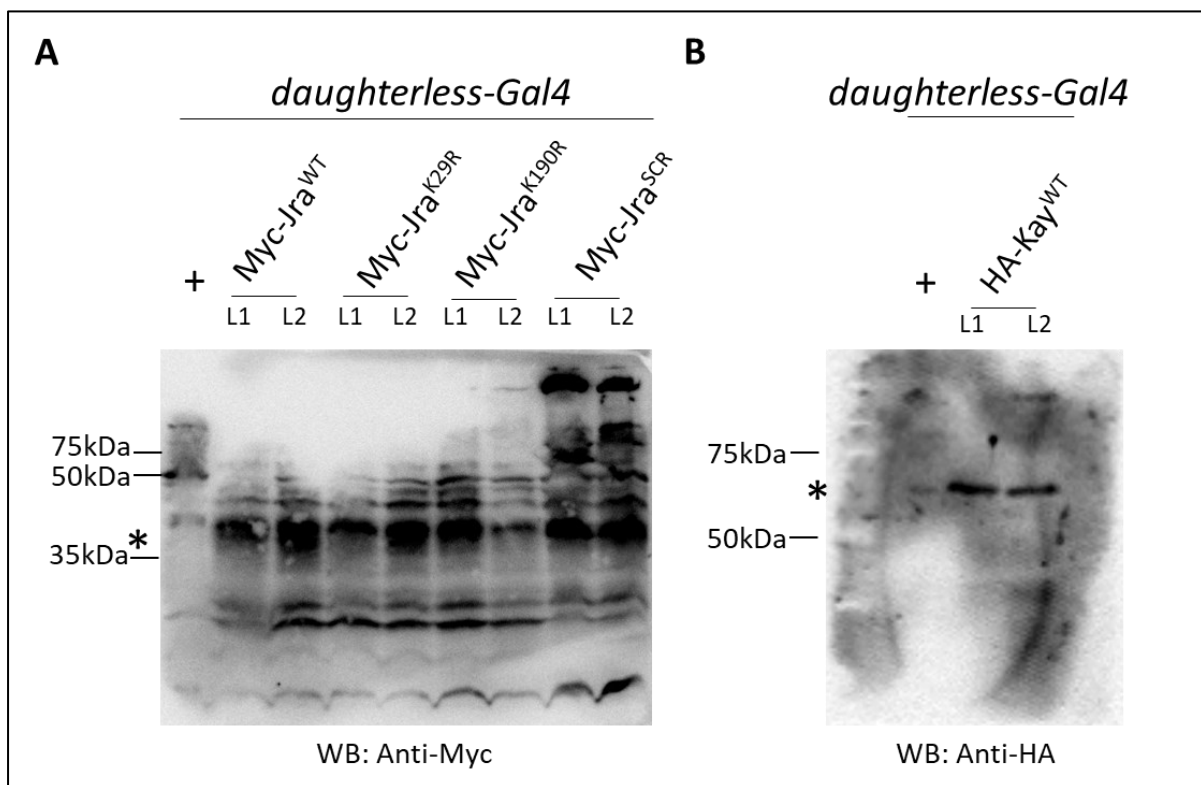 A
daughterless-Gal4
+
Myc-Jra^WT
Myc-Jra^K29R
Myc-Jra^K190R
Myc-Jra^SCR
L1 L2 L1 L2 L1 L2 L1 L2
75kDa
50kDa
*
35kDa
WB: Anti-Myc
B
daughterless-Gal4
+
HA-Kay^WT
L1 L2
75kDa
*
50kDa
WB: Anti-HA